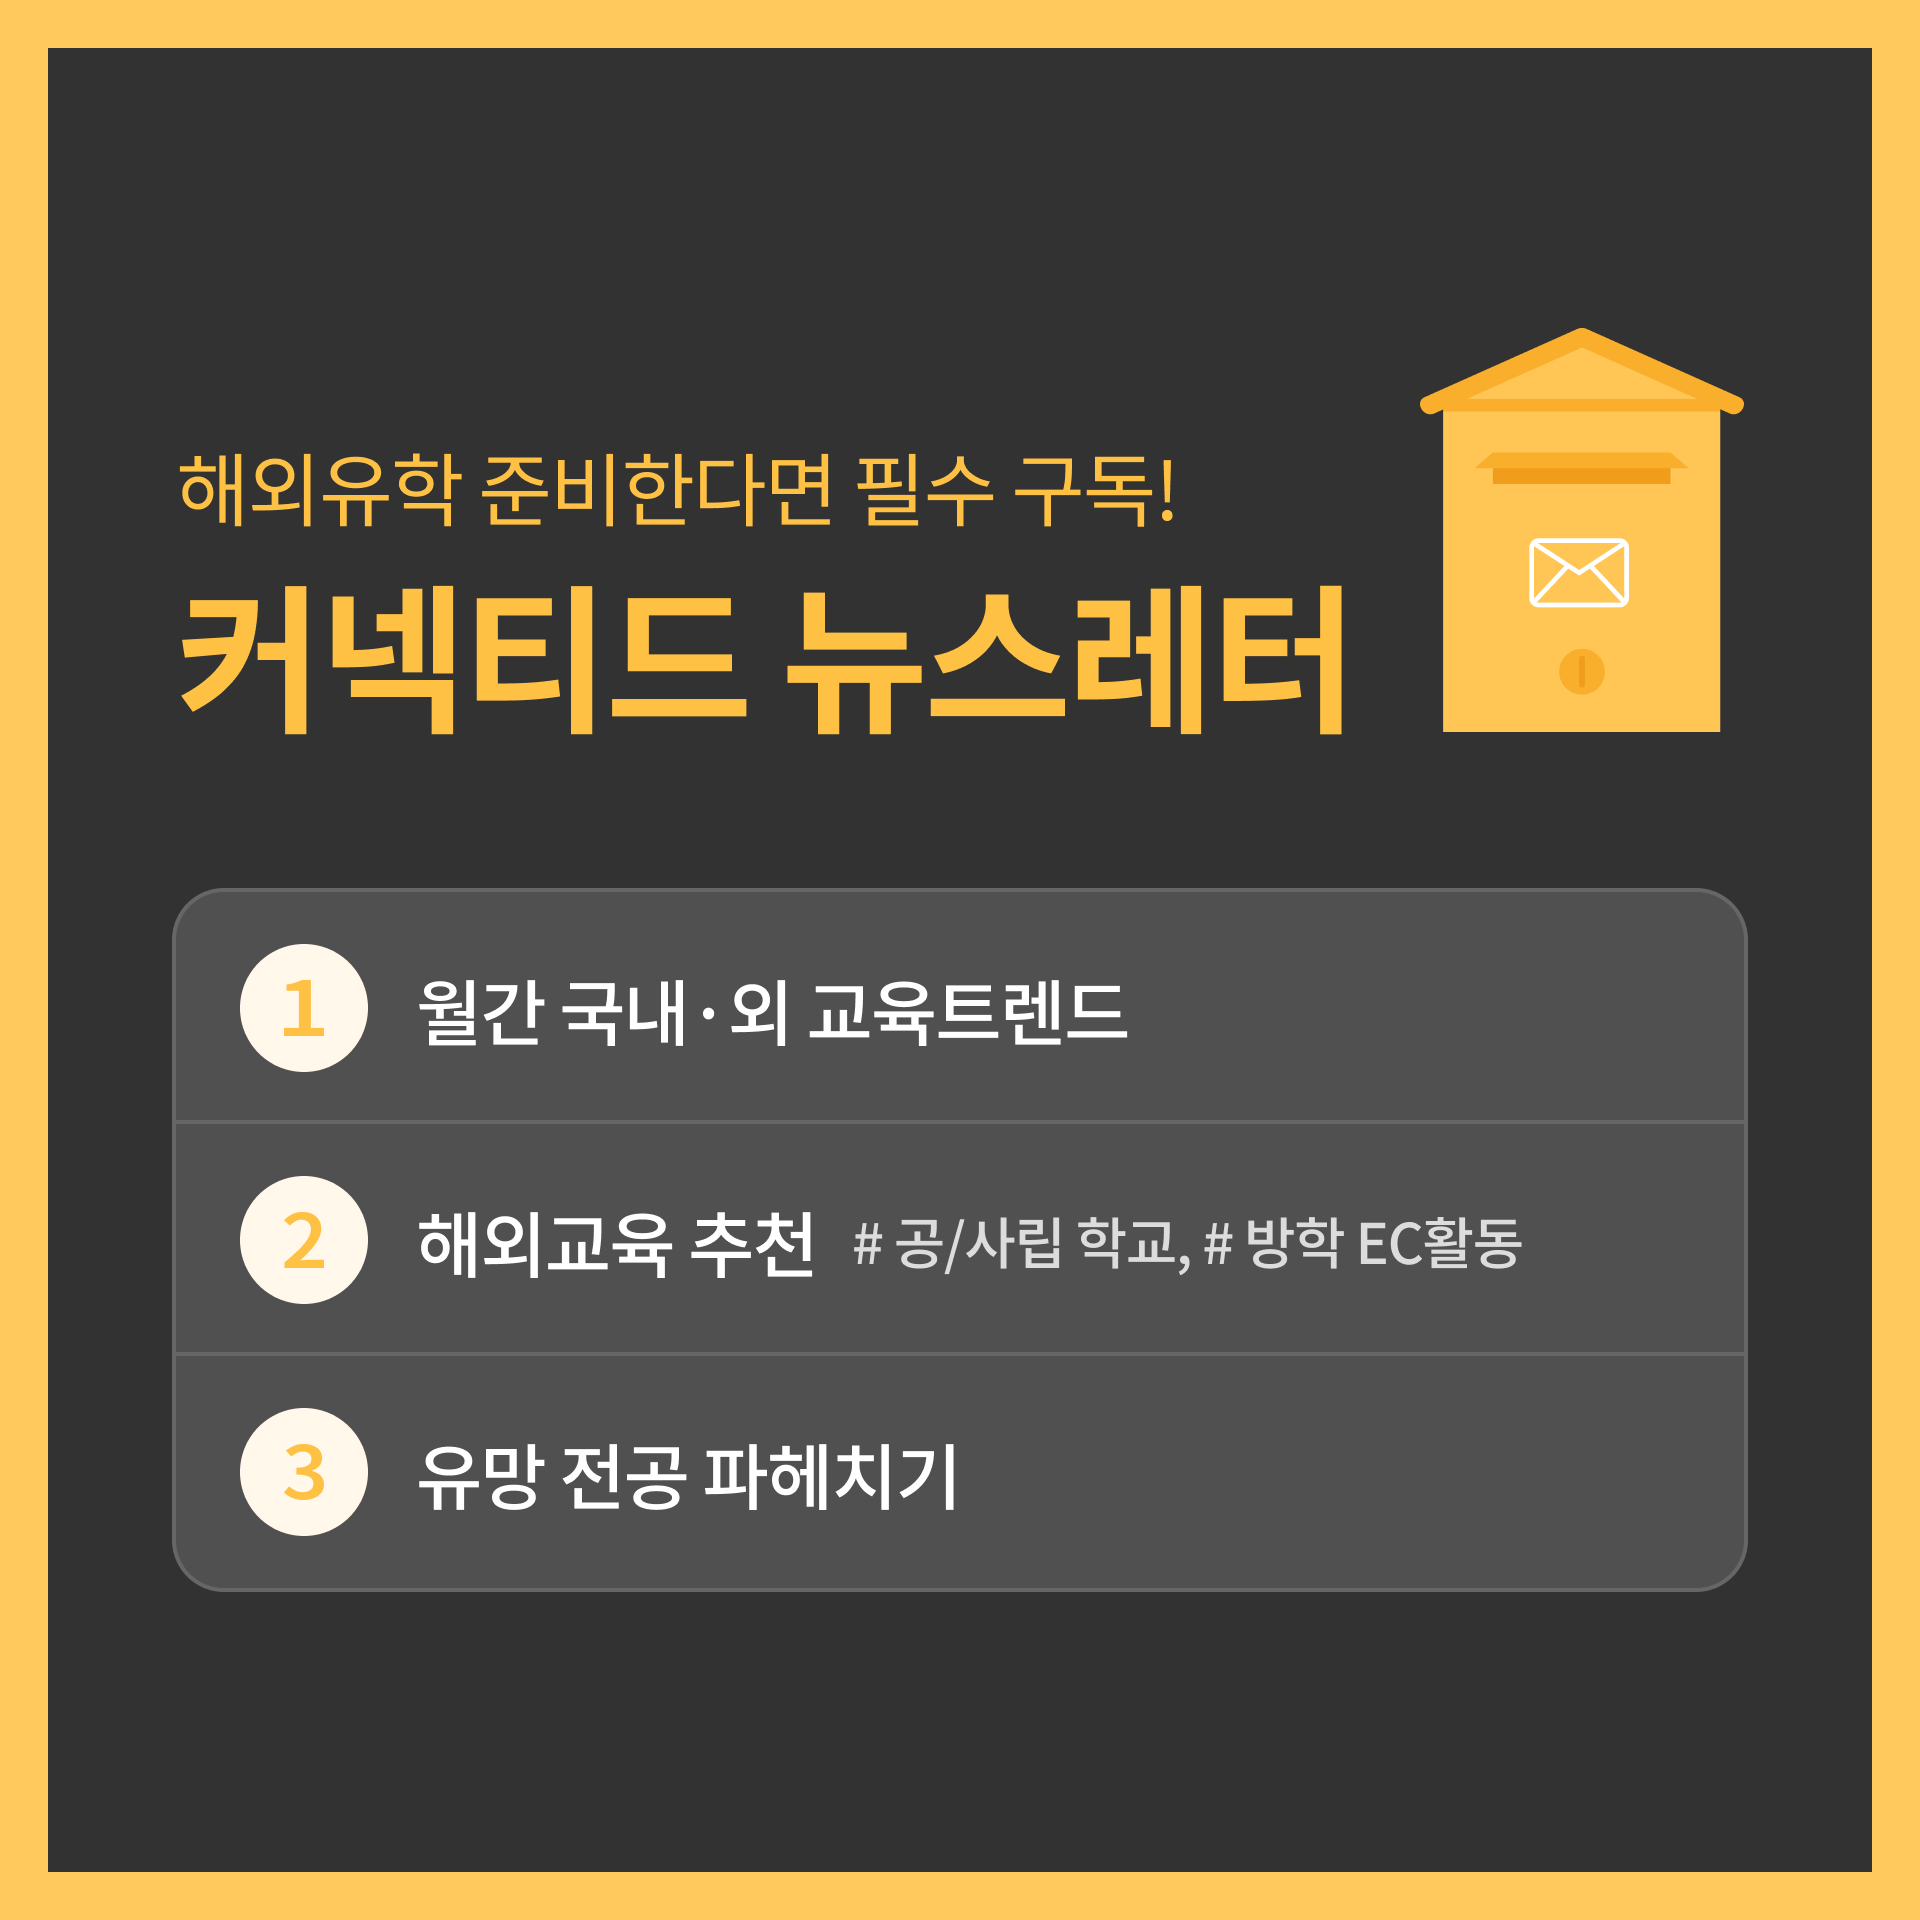 해외유학 준비한다면 필수 구독!
커넥티드 뉴스레터
1 월간 국내·외 교육트렌드
2 해외교육 추천 # 공/사립 학교, # 방학 EC활동
3 유망 전공 파헤치기